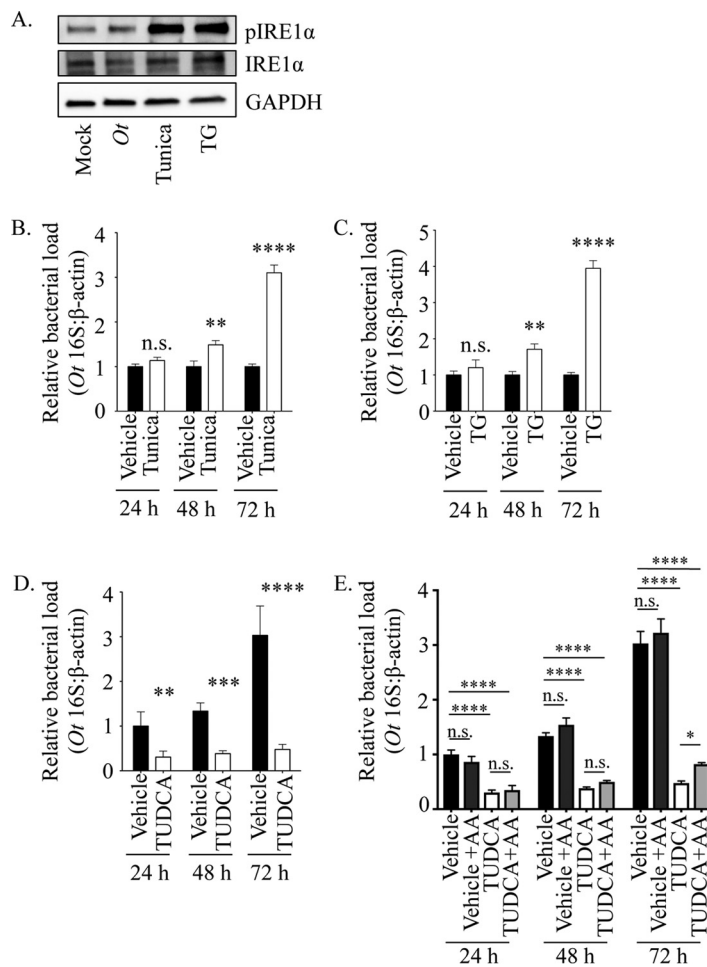 A.
pIRE1α
IRE1α
GAPDH
Mock
Ot
Tunica
TG
B.
Relative bacterial load
(Ot 16S:β-actin)
4
3
2
1
0
n.s.
**
****
Vehicle
Tunica
Vehicle
Tunica
Vehicle
Tunica
24 h
48 h
72 h
C.
Relative bacterial load
(Ot 16S:β-actin)
5
4
3
2
1
0
n.s.
**
****
Vehicle
TG
Vehicle
TG
Vehicle
TG
24 h
48 h
72 h
D.
Relative bacterial load
(Ot 16S:β-actin)
4
3
2
1
0
**
***
****
Vehicle
TUDCA
Vehicle
TUDCA
Vehicle
TUDCA
24 h
48 h
72 h
E.
Relative bacterial load
(Ot 16S:β-actin)
4
3
2
1
0
****
****
n.s.
n.s.
****
****
n.s.
n.s.
****
****
n.s.
*
Vehicle
Vehicle +AA
TUDCA
TUDCA+AA
Vehicle
Vehicle +AA
TUDCA
TUDCA+AA
Vehicle
Vehicle +AA
TUDCA
TUDCA+AA
24 h
48 h
72 h